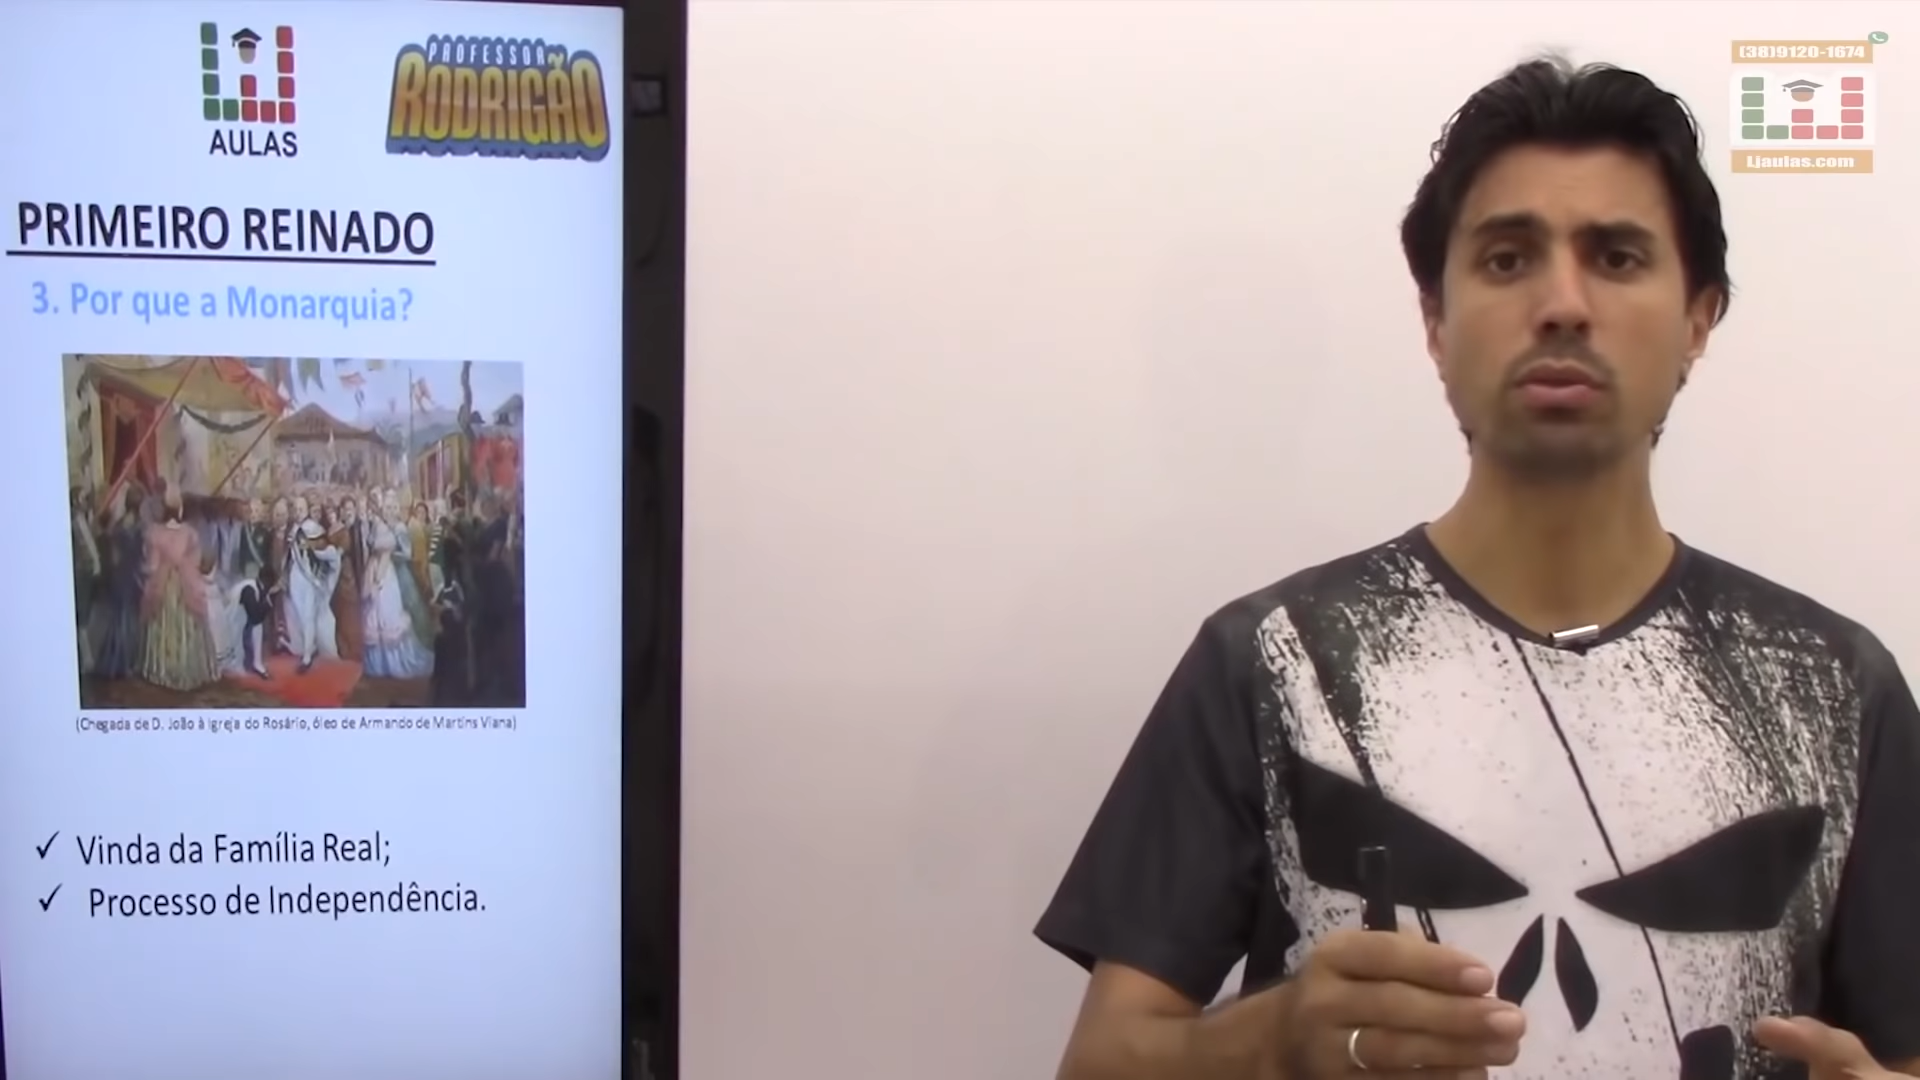 AULAS
PROFESSOR
RODRIGÃO
PRIMEIRO REINADO
3. Por que a Monarquia?
(Chegada de D. João à Igreja do Rosário, óleo de Armando de Martins Viana)
✓ Vinda da Família Real;
✓ Processo de Independência.
(38)9120-1674
Ljaulas.com